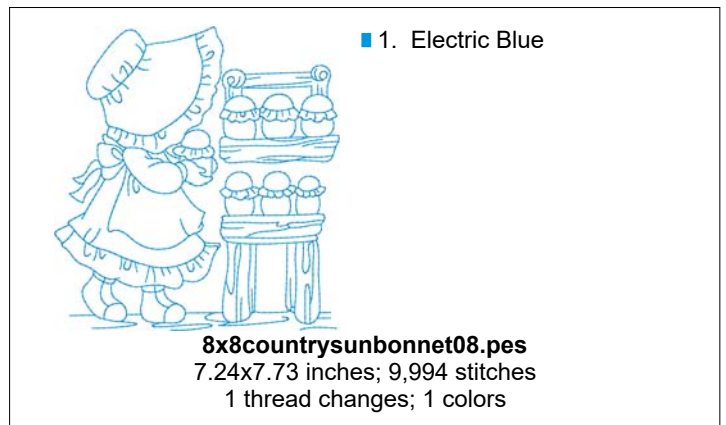 1. Electric Blue
8x8countrysunbonnet08.pes
7.24x7.73 inches; 9,994 stitches
1 thread changes; 1 colors